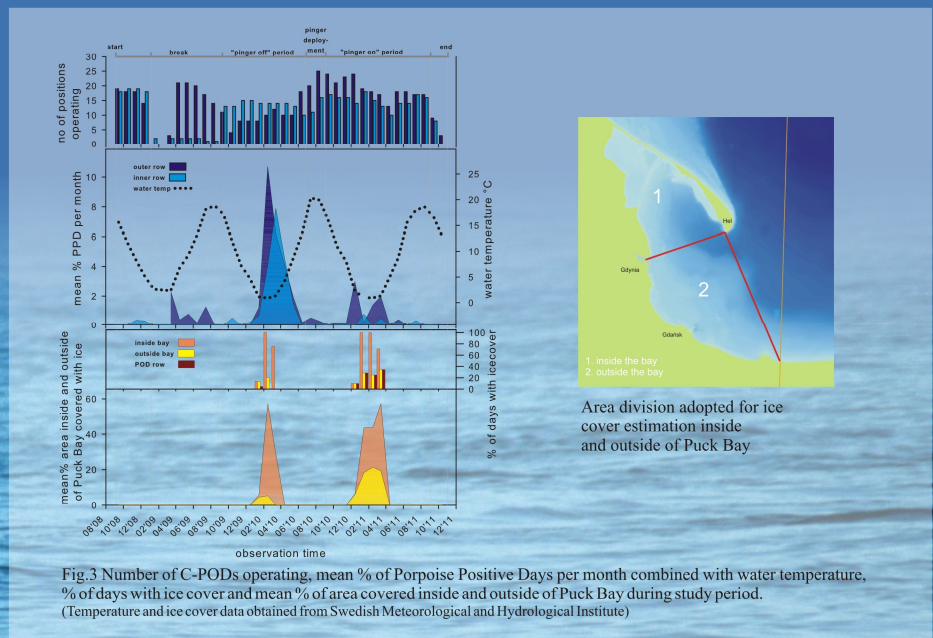 pinger
deploy-
ment
start
break
"pinger off" period
"pinger on" period
end
no of positions
operating
30
25
20
15
10
5
0
outer row
inner row
water temp
mean % PPD per month
10
8
6
4
2
0
water temperature °C
25
20
15
10
5
0
inside bay
outside bay
POD row
% of days with icecover
100
80
60
40
20
0
mean% area inside and outside
of Puck Bay covered with ice
60
40
20
0
08'08
10'08
12'08
02'09
04'09
06'09
08'09
10'09
12'09
02'10
04'10
06'10
08'10
10'10
12'10
02'11
04'11
06'11
08'11
10'11
12'11
observation time
1
Hel
Gdynia
2
Gdańsk
1. inside the bay
2. outside the bay
Area division adopted for ice
cover estimation inside
and outside of Puck Bay
Fig.3 Number of C-PODs operating, mean % of Porpoise Positive Days per month combined with water temperature,
% of days with ice cover and mean % of area covered inside and outside of Puck Bay during study period.
(Temperature and ice cover data obtained from Swedish Meteorological and Hydrological Institute)